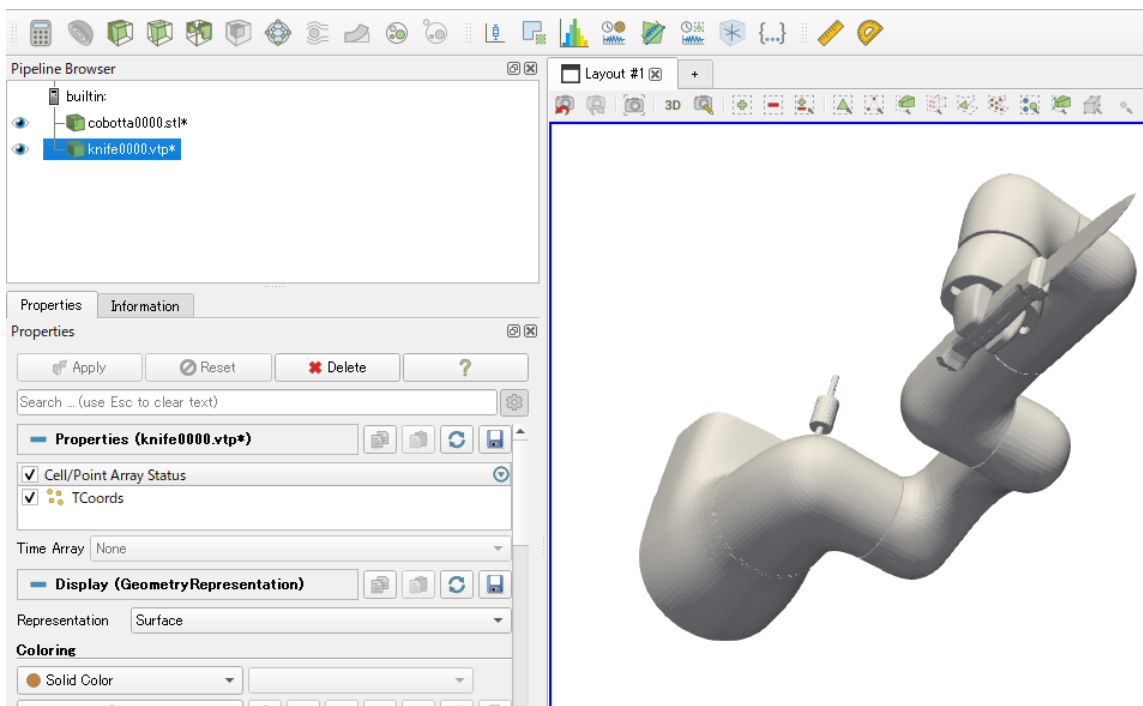 Pipeline Browser
Layout #1
+
builtin:
cobotta0000.stl*
knife0000.vtp*
3D
Properties
Information
Properties
Apply
Reset
Delete
?
Search ... (use Esc to clear text)
Properties (knife0000.vtp*)
Cell/Point Array Status
TCoords
Time Array
None
Display (GeometryRepresentation)
Representation
Surface
Coloring
Solid Color